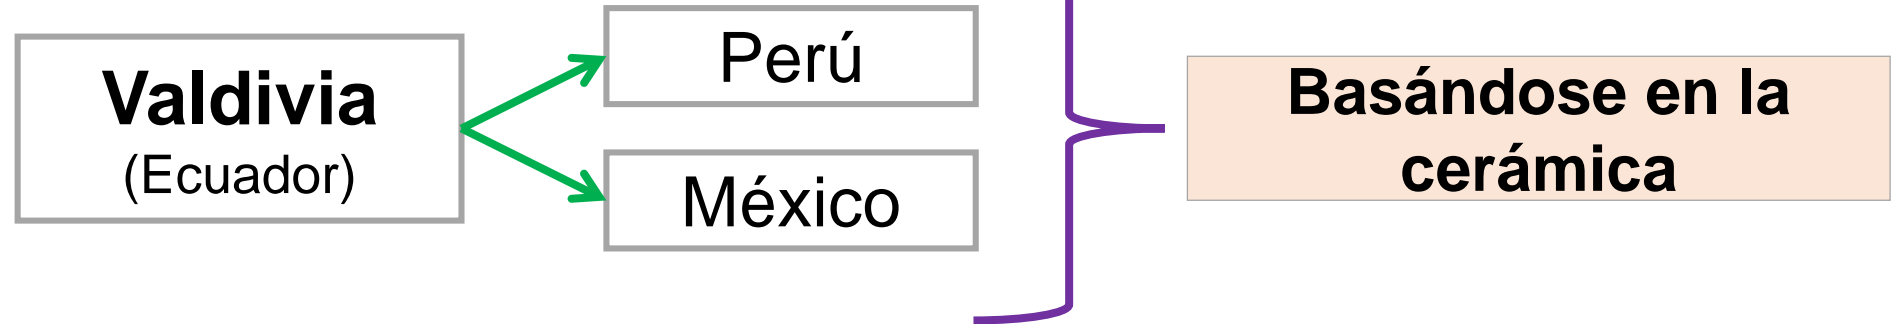 Valdivia
(Ecuador)
Perú
México
Basándose en la
cerámica